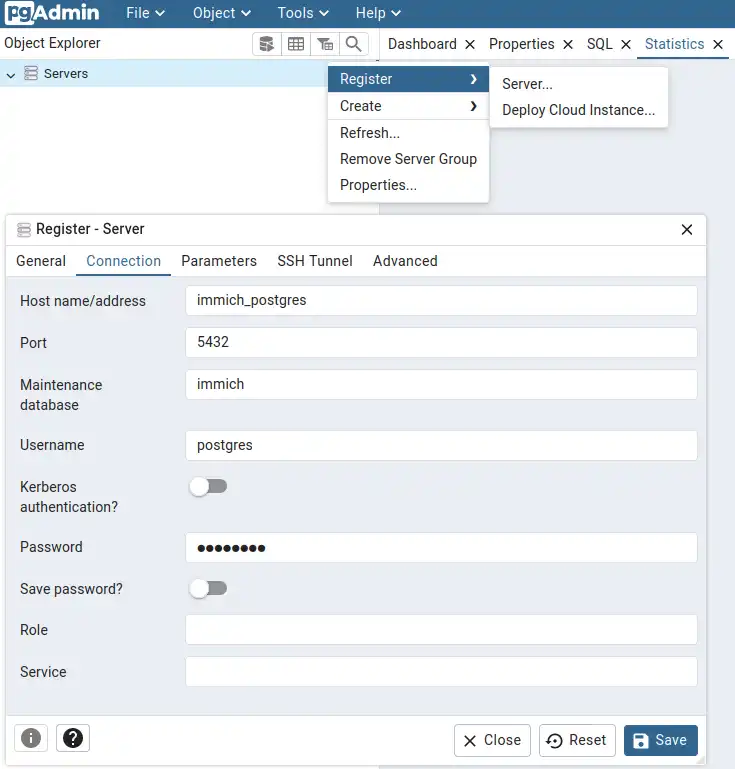 pgAdmin File Object Tools Help
Object Explorer Dashboard Properties SQL Statistics
Servers
Register Server...
Create Deploy Cloud Instance...
Refresh...
Remove Server Group
Properties...
Register - Server
General Connection Parameters SSH Tunnel Advanced
Host name/address immich_postgres
Port 5432
Maintenance
database immich
Username postgres
Kerberos
authentication?
Password ●●●●●●●●
Save password?
Role
Service
Close Reset Save